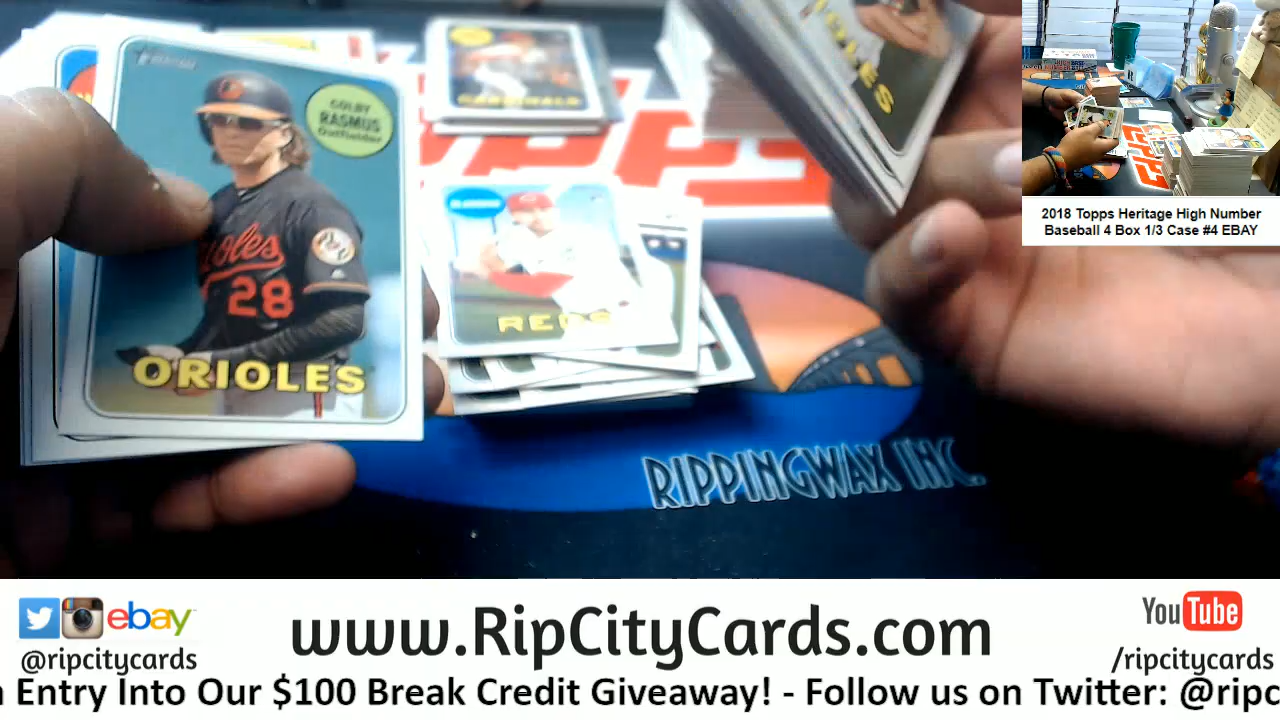 COLBY
RASMUS
Outfielder
Orioles
28
ORIOLES
CARDINALS
REDS
RIPPINGWAX INC.
2018 Topps Heritage High Number
Baseball 4 Box 1/3 Case #4 EBAY
ebay
www.RipCityCards.com
YouTube
@ripcitycards
/ripcitycards
Entry Into Our $100 Break Credit Giveaway! - Follow us on Twitter: @ripc